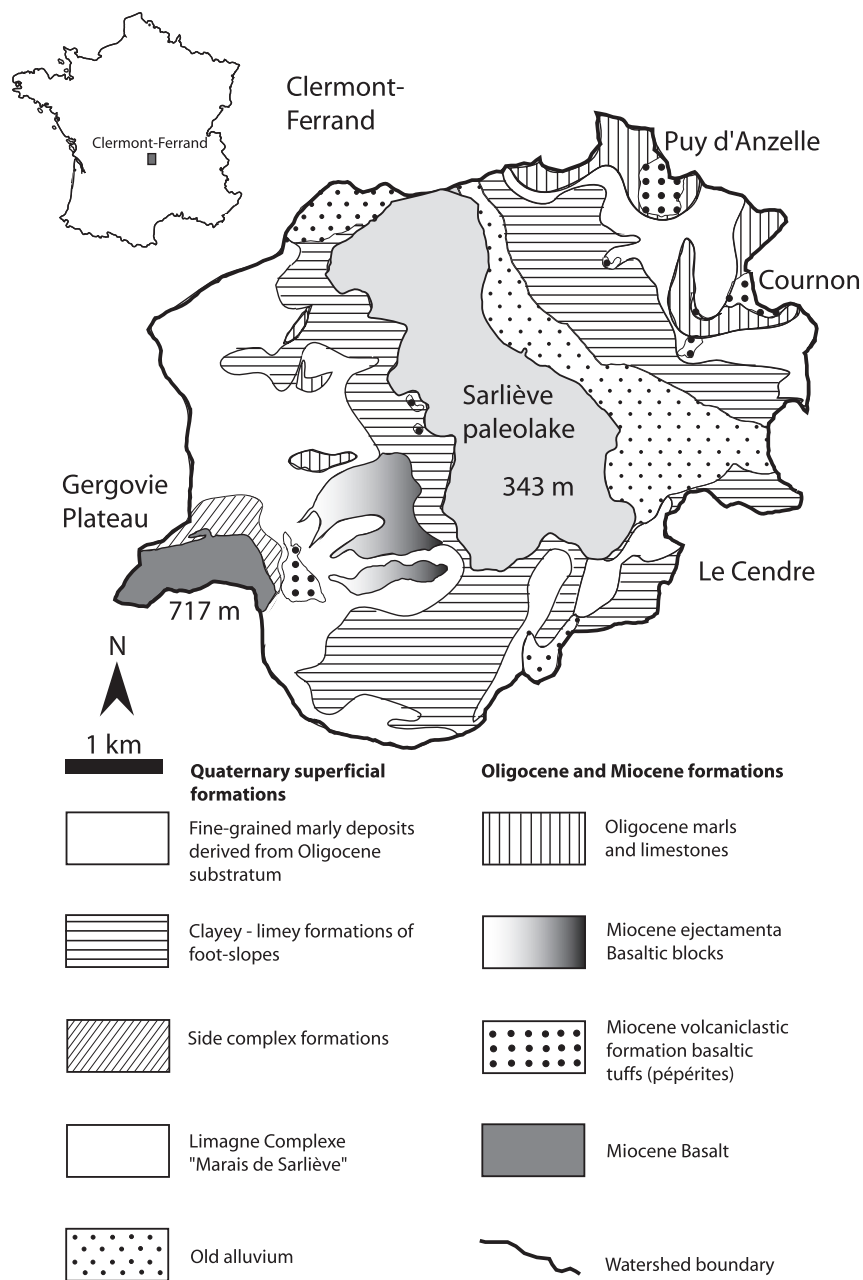 Clermont-
Ferrand
Clermont-Ferrand
Puy d'Anzelle
Cournon
Sarliève
paleolake
343 m
Gergovie
Plateau
717 m
Le Cendre
N
1 km
Quaternary superficial
formations
Fine-grained marly deposits
derived from Oligocene
substratum
Clayey - limey formations of
foot-slopes
Side complex formations
Limagne Complexe
"Marais de Sarliève"
Old alluvium
Oligocene and Miocene formations
Oligocene marls
and limestones
Miocene ejectamenta
Basaltic blocks
Miocene volcaniclastic
formation basaltic
tuffs (pépérites)
Miocene Basalt
Watershed boundary